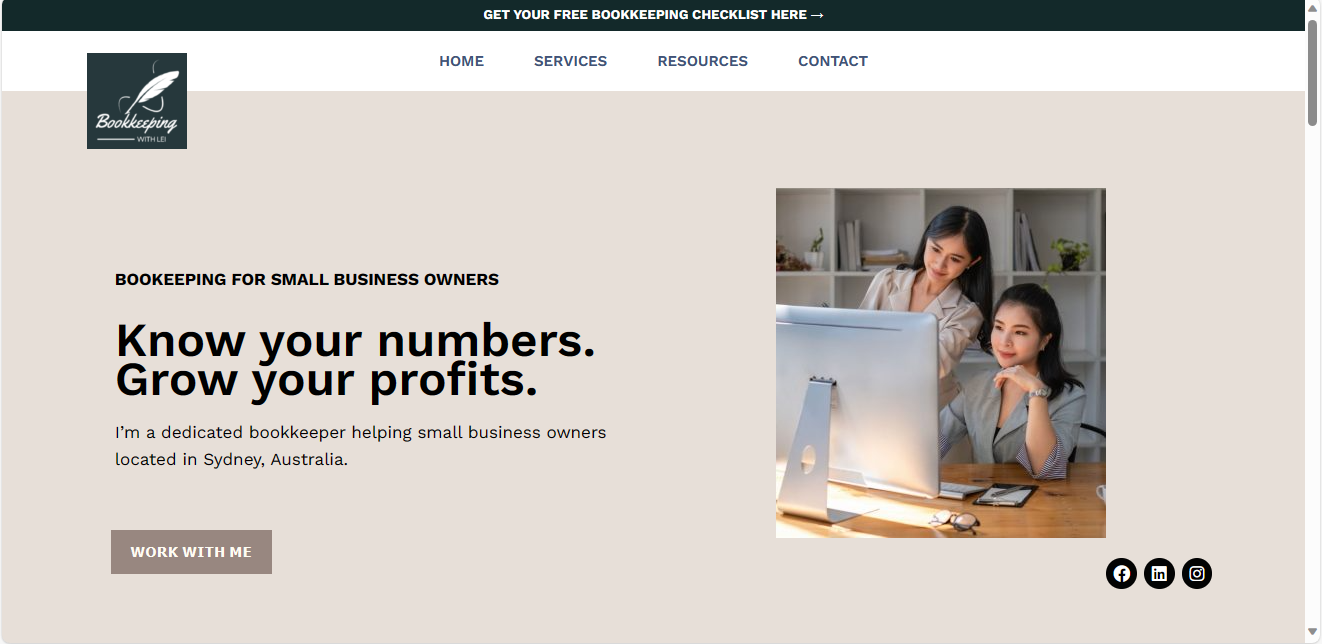 GET YOUR FREE BOOKKEEPING CHECKLIST HERE →
HOME SERVICES RESOURCES CONTACT
Bookkeeping
WITH LEI
BOOKEEPING FOR SMALL BUSINESS OWNERS
Know your numbers.
Grow your profits.
I’m a dedicated bookkeeper helping small business owners
located in Sydney, Australia.
WORK WITH ME